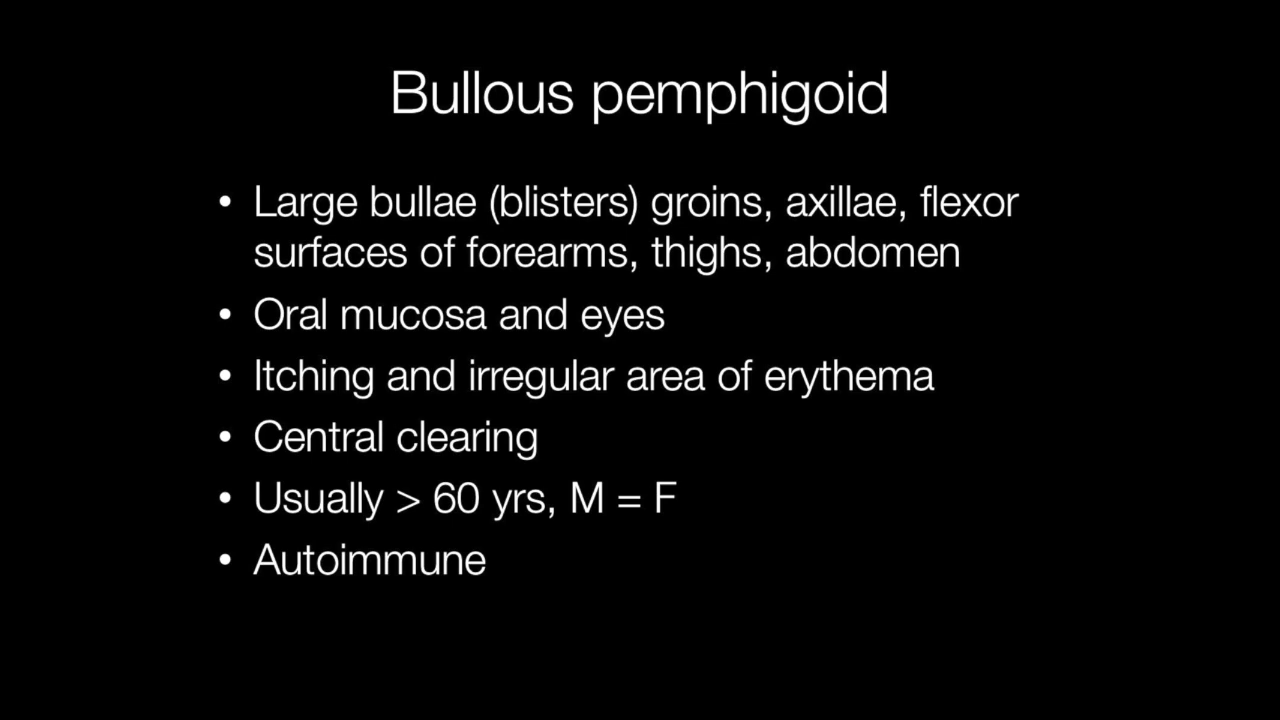 Bullous pemphigoid
• Large bullae (blisters) groins, axillae, flexor
surfaces of forearms, thighs, abdomen
• Oral mucosa and eyes
• Itching and irregular area of erythema
• Central clearing
• Usually > 60 yrs, M = F
• Autoimmune